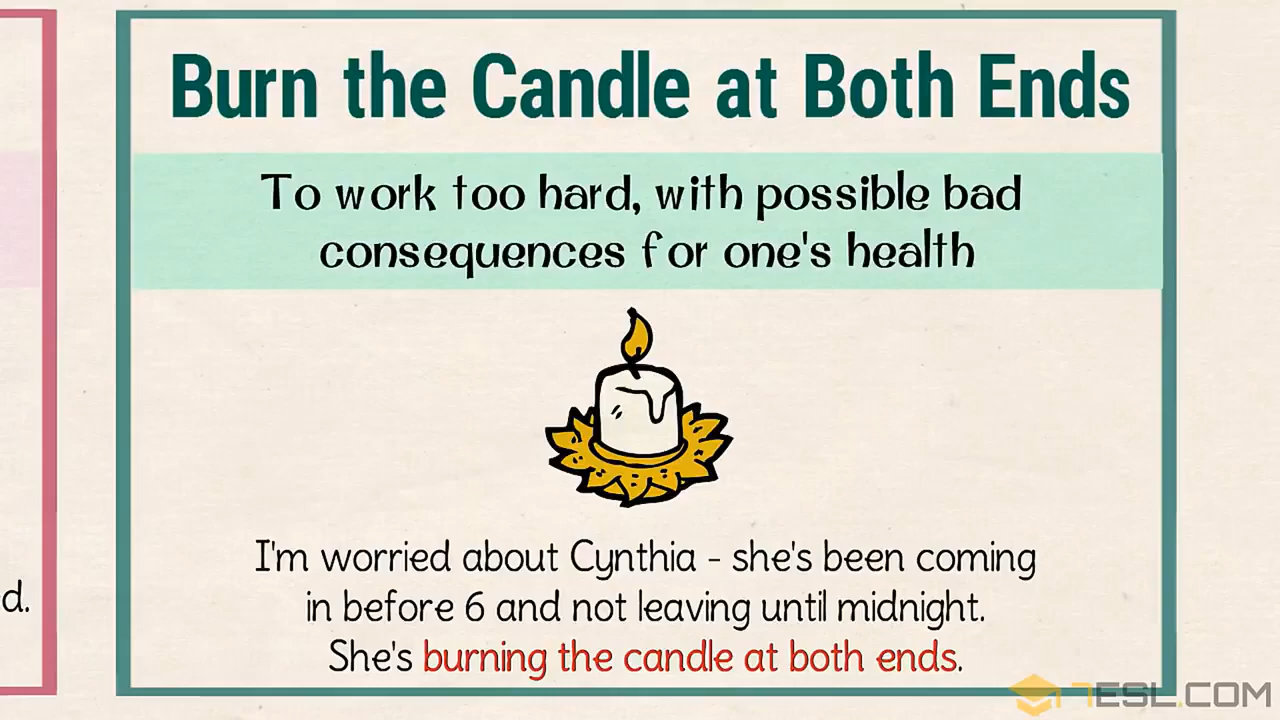 Burn the Candle at Both Ends
To work too hard, with possible bad
consequences for one's health
I'm worried about Cynthia - she's been coming
in before 6 and not leaving until midnight.
d.
She's burning the candle at both ends.
7ESL.COM